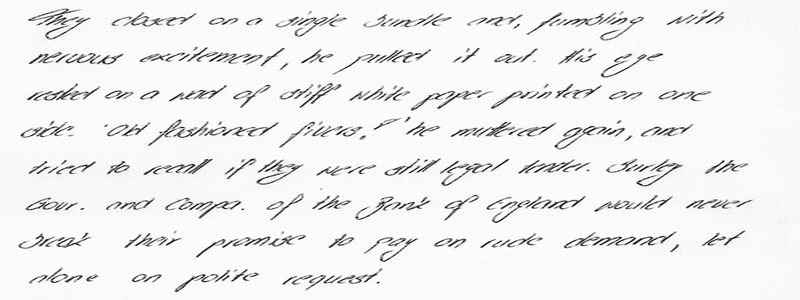 They closed on a single bundle and, fumbling with
nervous excitement, he pulled it out. His eye
rested on a wad of stiff white paper printed on one
side. 'Old fashioned fivers,?' he muttered again, and
tried to recall if they were still legal tender. Surely the
Gour. and Compa. of the Bank of England would never
break their promise to pay on rude demand, let
alone on polite request.